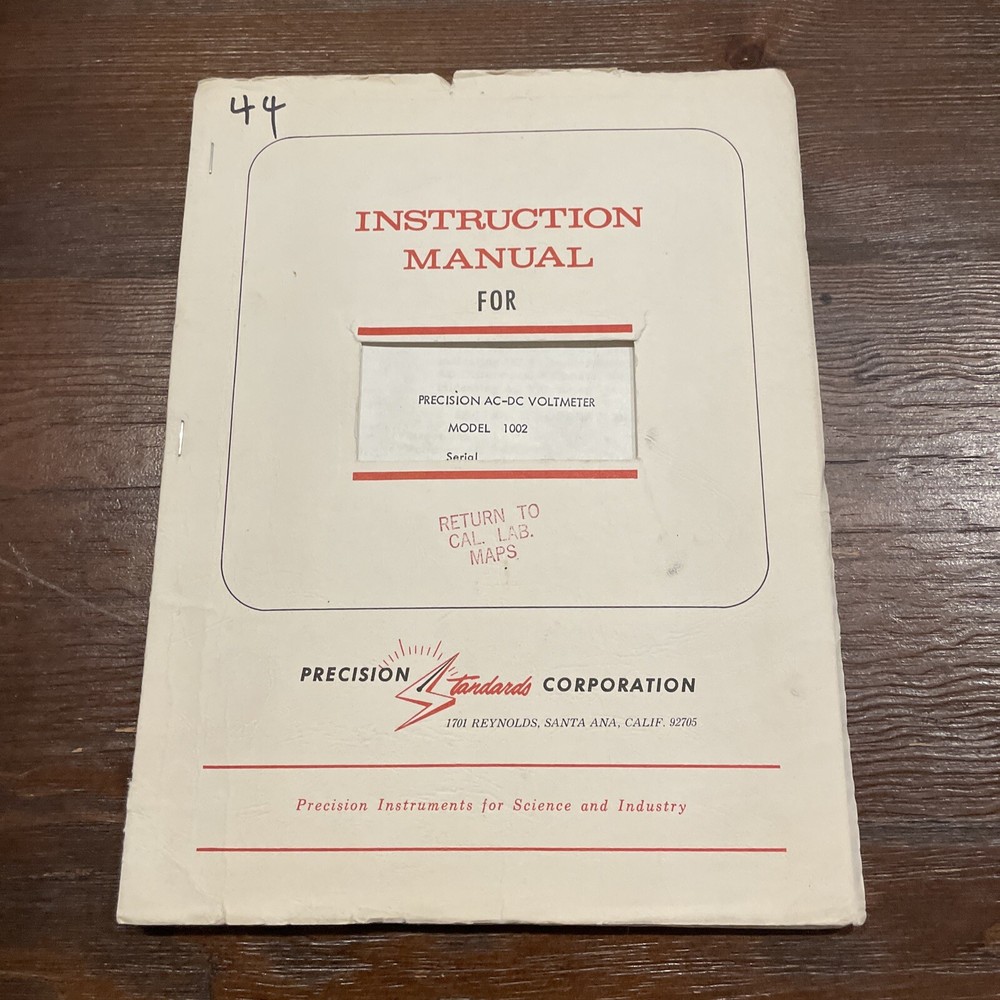 44
INSTRUCTION
MANUAL
FOR
PRECISION AC-DC VOLTMETER
MODEL 1002
Serial
RETURN TO
CAL. LAB.
MAPS
PRECISION Standards CORPORATION
1701 REYNOLDS, SANTA ANA, CALIF. 92705
Precision Instruments for Science and Industry